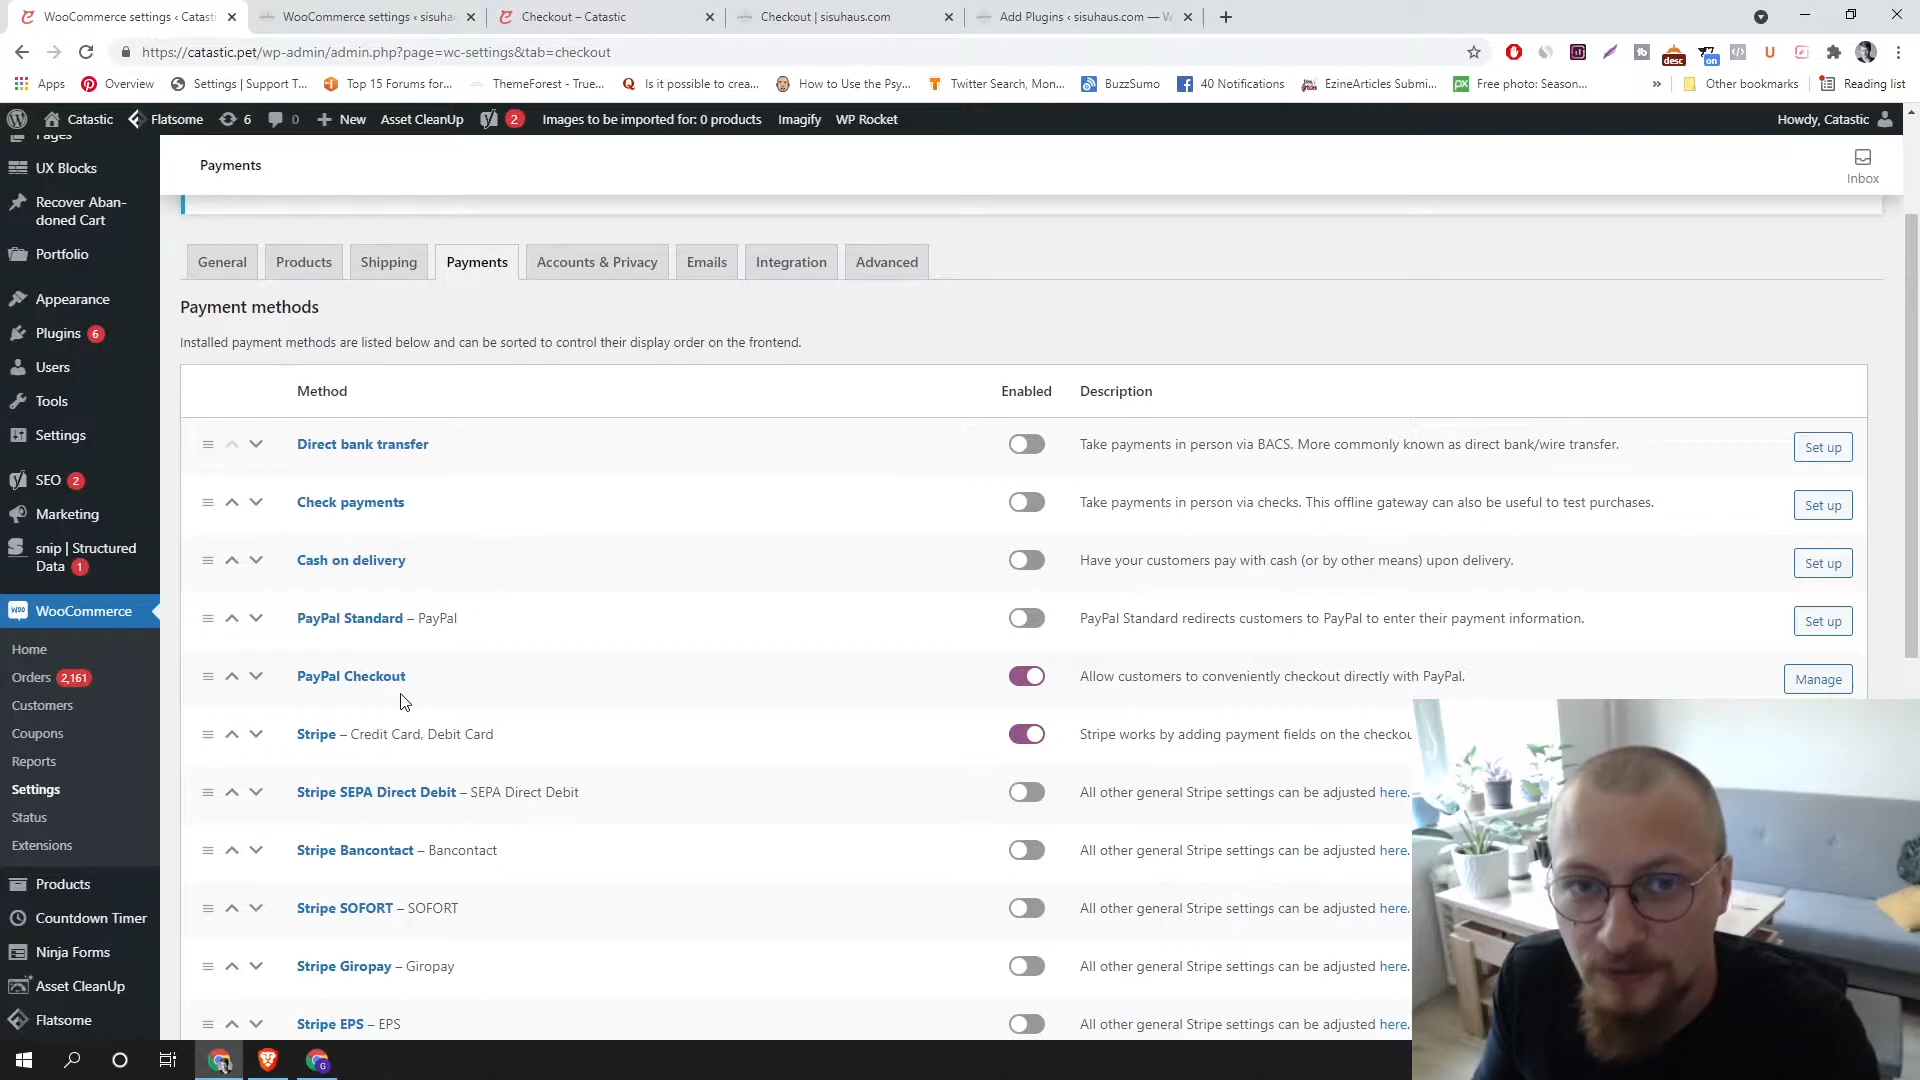 WooCommerce settings ‹ Catasti
WooCommerce settings ‹ sisuha
Checkout – Catastic
Checkout | sisuhaus.com
Add Plugins ‹ sisuhaus.com — W
https://catastic.pet/wp-admin/admin.php?page=wc-settings&tab=checkout
desc
on
Apps
Overview
Settings | Support T...
Top 15 Forums for...
ThemeForest - True...
Is it possible to crea...
How to Use the Psy...
Twitter Search, Mon...
BuzzSumo
40 Notifications
EzineArticles Submi...
Free photo: Season...
»
Other bookmarks
Reading list
Catastic
Flatsome
6
0
New
Asset CleanUp
2
Images to be imported for: 0 products
Imagify
WP Rocket
Howdy, Catastic
Pages
UX Blocks
Recover Aban-
doned Cart
Portfolio
Appearance
Plugins 6
Users
Tools
Settings
SEO 2
Marketing
snip | Structured
Data 1
WooCommerce
Home
Orders 2,161
Customers
Coupons
Reports
Settings
Status
Extensions
Products
Countdown Timer
Ninja Forms
Asset CleanUp
Flatsome
Payments
Inbox
General
Products
Shipping
Payments
Accounts & Privacy
Emails
Integration
Advanced
Payment methods
Installed payment methods are listed below and can be sorted to control their display order on the frontend.
Method Enabled Description
Direct bank transfer Take payments in person via BACS. More commonly known as direct bank/wire transfer. Set up
Check payments Take payments in person via checks. This offline gateway can also be useful to test purchases. Set up
Cash on delivery Have your customers pay with cash (or by other means) upon delivery. Set up
PayPal Standard – PayPal PayPal Standard redirects customers to PayPal to enter their payment information. Set up
PayPal Checkout Allow customers to conveniently checkout directly with PayPal. Manage
Stripe – Credit Card, Debit Card Stripe works by adding payment fields on the checkou
Stripe SEPA Direct Debit – SEPA Direct Debit All other general Stripe settings can be adjusted here.
Stripe Bancontact – Bancontact All other general Stripe settings can be adjusted here.
Stripe SOFORT – SOFORT All other general Stripe settings can be adjusted here.
Stripe Giropay – Giropay All other general Stripe settings can be adjusted here.
Stripe EPS – EPS All other general Stripe settings can be adjusted here.